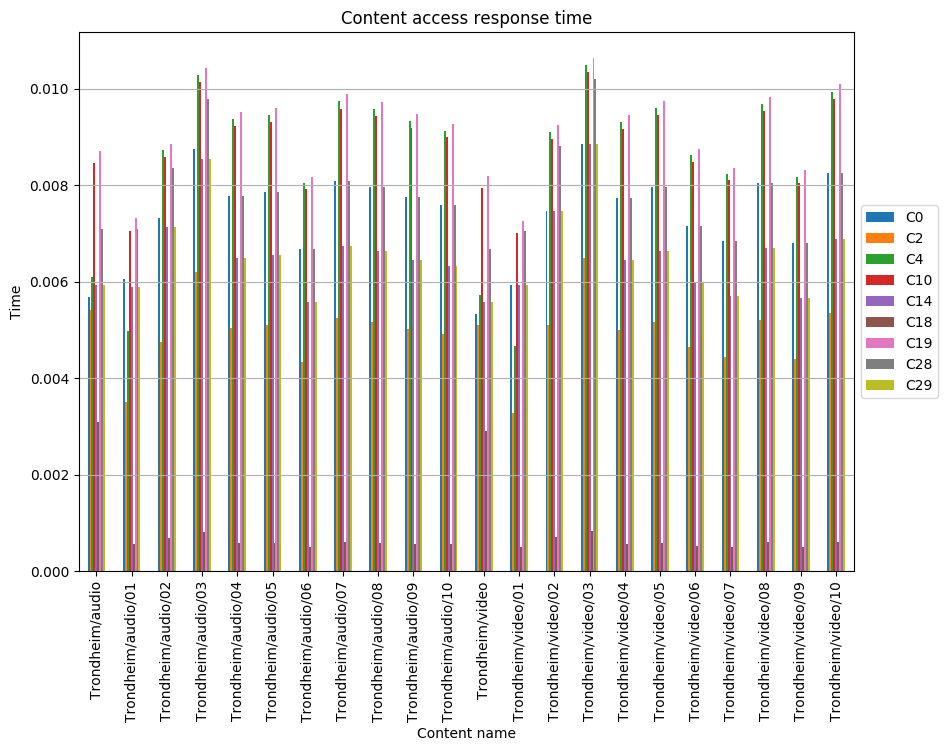 Content access response time
Time
0.010
0.008
0.006
0.004
0.002
0.000
C0
C2
C4
C10
C14
C18
C19
C28
C29
Trondheim/audio
Trondheim/audio/01
Trondheim/audio/02
Trondheim/audio/03
Trondheim/audio/04
Trondheim/audio/05
Trondheim/audio/06
Trondheim/audio/07
Trondheim/audio/08
Trondheim/audio/09
Trondheim/audio/10
Trondheim/video
Trondheim/video/01
Trondheim/video/02
Trondheim/video/03
Trondheim/video/04
Trondheim/video/05
Trondheim/video/06
Trondheim/video/07
Trondheim/video/08
Trondheim/video/09
Trondheim/video/10
Content name